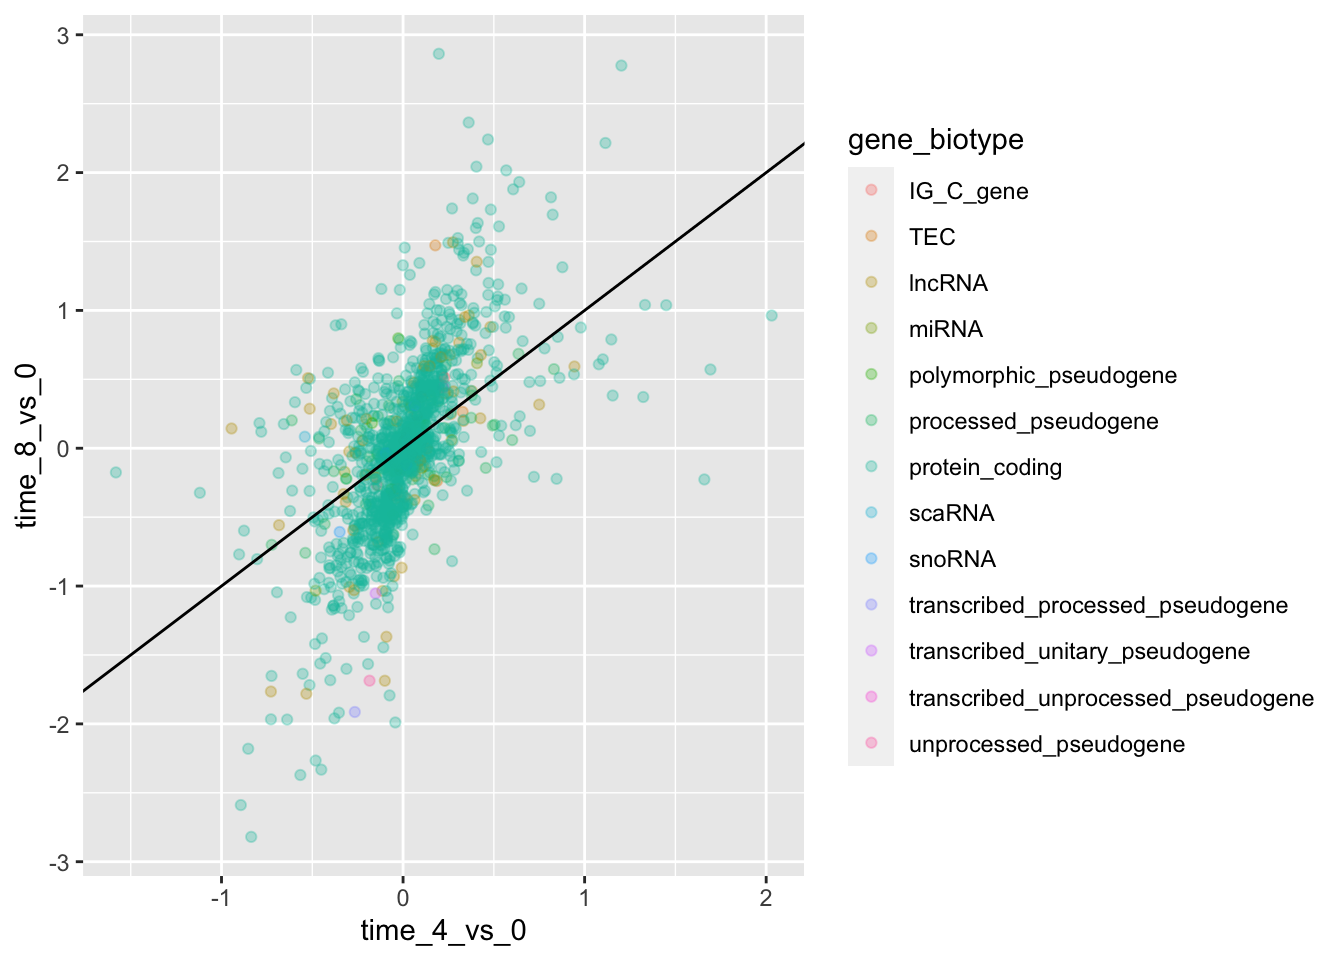 3
2
1
0
-1
-2
-3
time_8_vs_0
-1
0
1
2
time_4_vs_0
gene_biotype
IG_C_gene
TEC
lncRNA
miRNA
polymorphic_pseudogene
processed_pseudogene
protein_coding
scaRNA
snoRNA
transcribed_processed_pseudogene
transcribed_unitary_pseudogene
transcribed_unprocessed_pseudogene
unprocessed_pseudogene